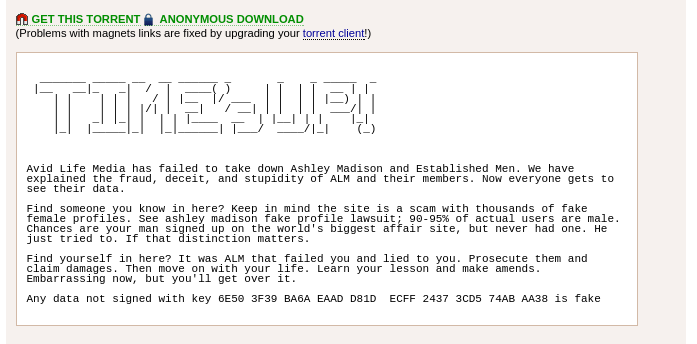 GET THIS TORRENT ANONYMOUS DOWNLOAD
(Problems with magnets links are fixed by upgrading your torrent client!)
TIME'S UP!
Avid Life Media has failed to take down Ashley Madison and Established Men. We have
explained the fraud, deceit, and stupidity of ALM and their members. Now everyone gets to
see their data.
Find someone you know in here? Keep in mind the site is a scam with thousands of fake
female profiles. See ashley madison fake profile lawsuit; 90-95% of actual users are male.
Chances are your man signed up on the world's biggest affair site, but never had one. He
just tried to. If that distinction matters.
Find yourself in here? It was ALM that failed you and lied to you. Prosecute them and
claim damages. Then move on with your life. Learn your lesson and make amends.
Embarrassing now, but you'll get over it.
Any data not signed with key 6E50 3F39 BA6A EAAD D81D ECFF 2437 3CD5 74AB AA38 is fake